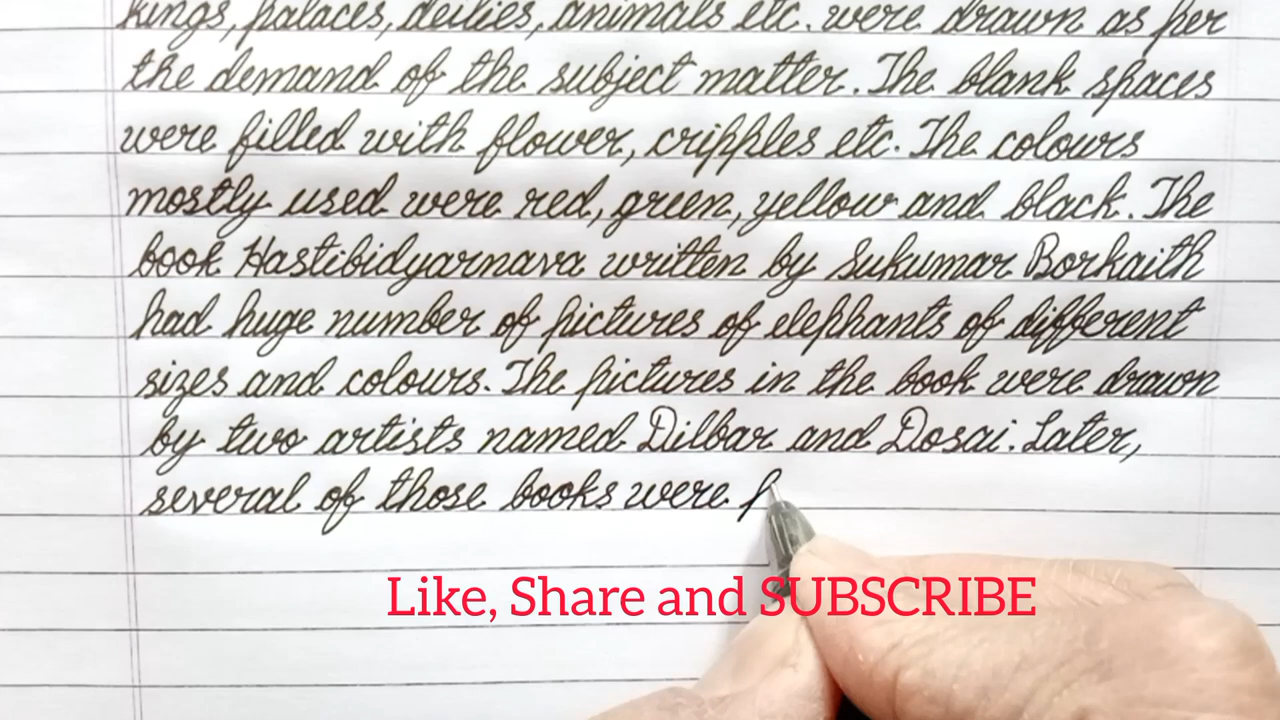 kings, palaces, deities, animals etc. were drawn as per
the demand of the subject matter. The blank spaces
were filled with flower, cripples etc. The colours
mostly used were red, green, yellow and black. The
book Hastibidyarnava written by Sukumar Borkaith
had huge number of pictures of elephants of different
sizes and colours. The pictures in the book were drawn
by two artists named Dilbar and Dosai. Later,
several of those books were p
Like, Share and SUBSCRIBE